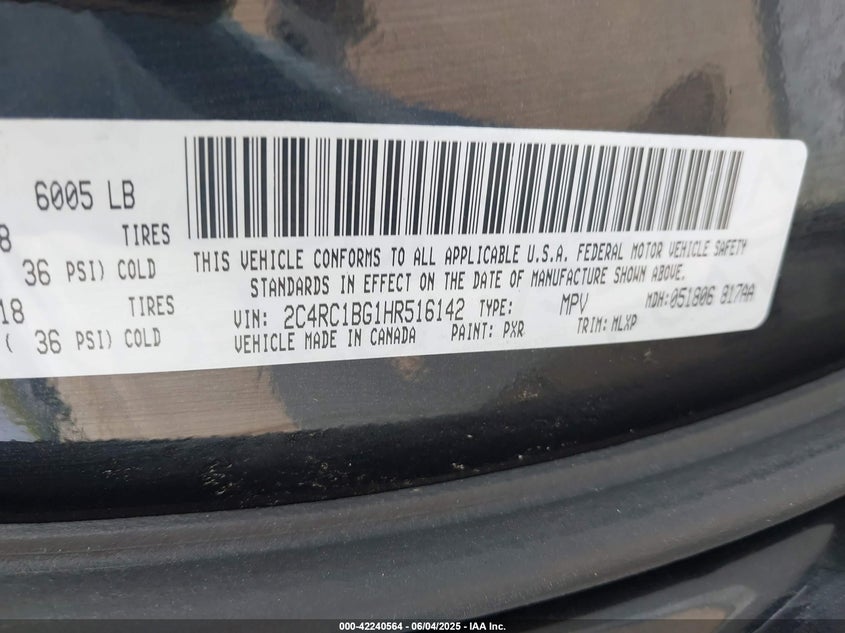 6005 LB
8 TIRES
36 PSI) COLD
18 TIRES
( 36 PSI) COLD
THIS VEHICLE CONFORMS TO ALL APPLICABLE U.S.A. FEDERAL MOTOR VEHICLE SAFETY
STANDARDS IN EFFECT ON THE DATE OF MANUFACTURE SHOWN ABOVE.
VIN: 2C4RC1BG1HR516142 TYPE: MPV MDH:051806 817AA
VEHICLE MADE IN CANADA PAINT: PXR TRIM: MLXP
000-42240564 | 06/04/2025 - IAA Inc.